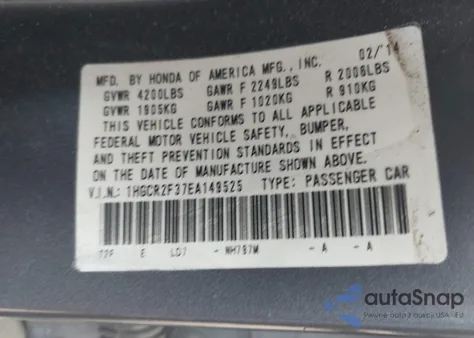 MFD. BY HONDA OF AMERICA MFG., INC. 02/'14
GVWR 4200LBS GAWR F 2249LBS R 2006LBS
GVWR 1905KG GAWR F 1020KG R 910KG
THIS VEHICLE CONFORMS TO ALL APPLICABLE
FEDERAL MOTOR VEHICLE SAFETY, BUMPER,
AND THEFT PREVENTION STANDARDS IN EFFECT
ON THE DATE OF MANUFACTURE SHOWN ABOVE.
V.I.N.: 1HGCR2F37EA149525 TYPE: PASSENGER CAR
E - NH797M - A - A
autoSnap